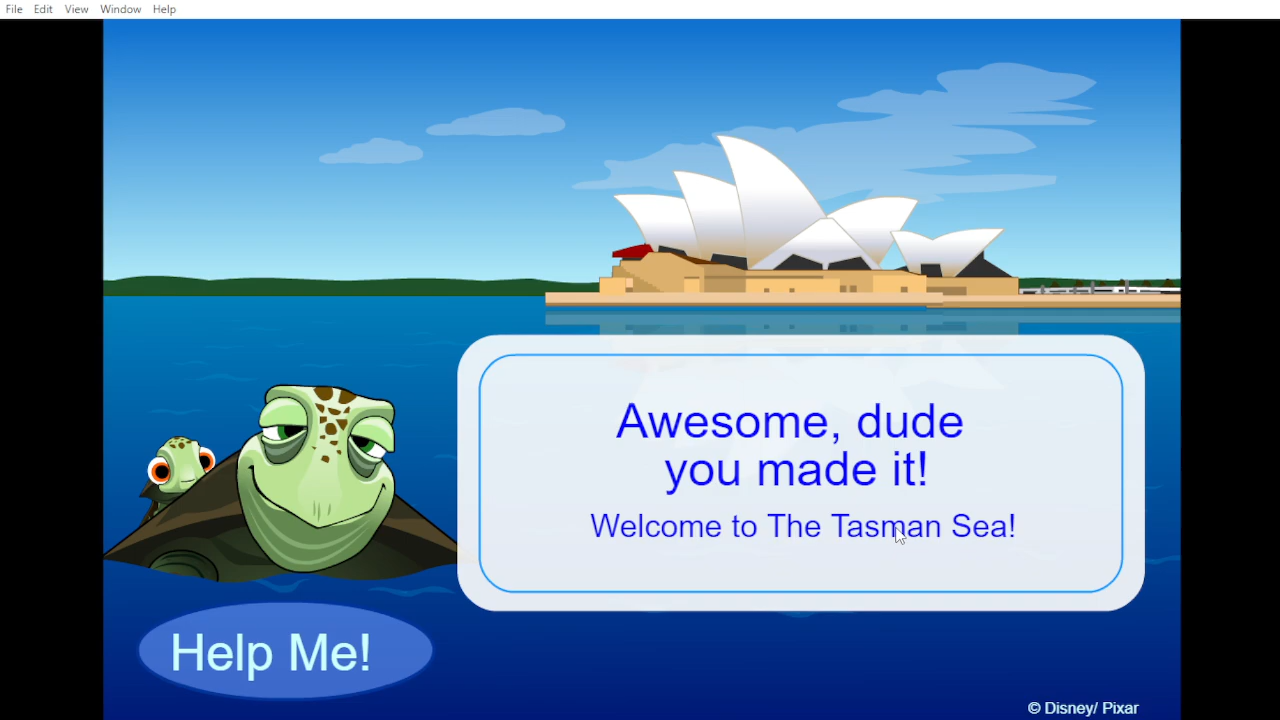 File Edit View Window Help
Awesome, dude
you made it!
Welcome to The Tasman Sea!
Help Me!
© Disney/ Pixar